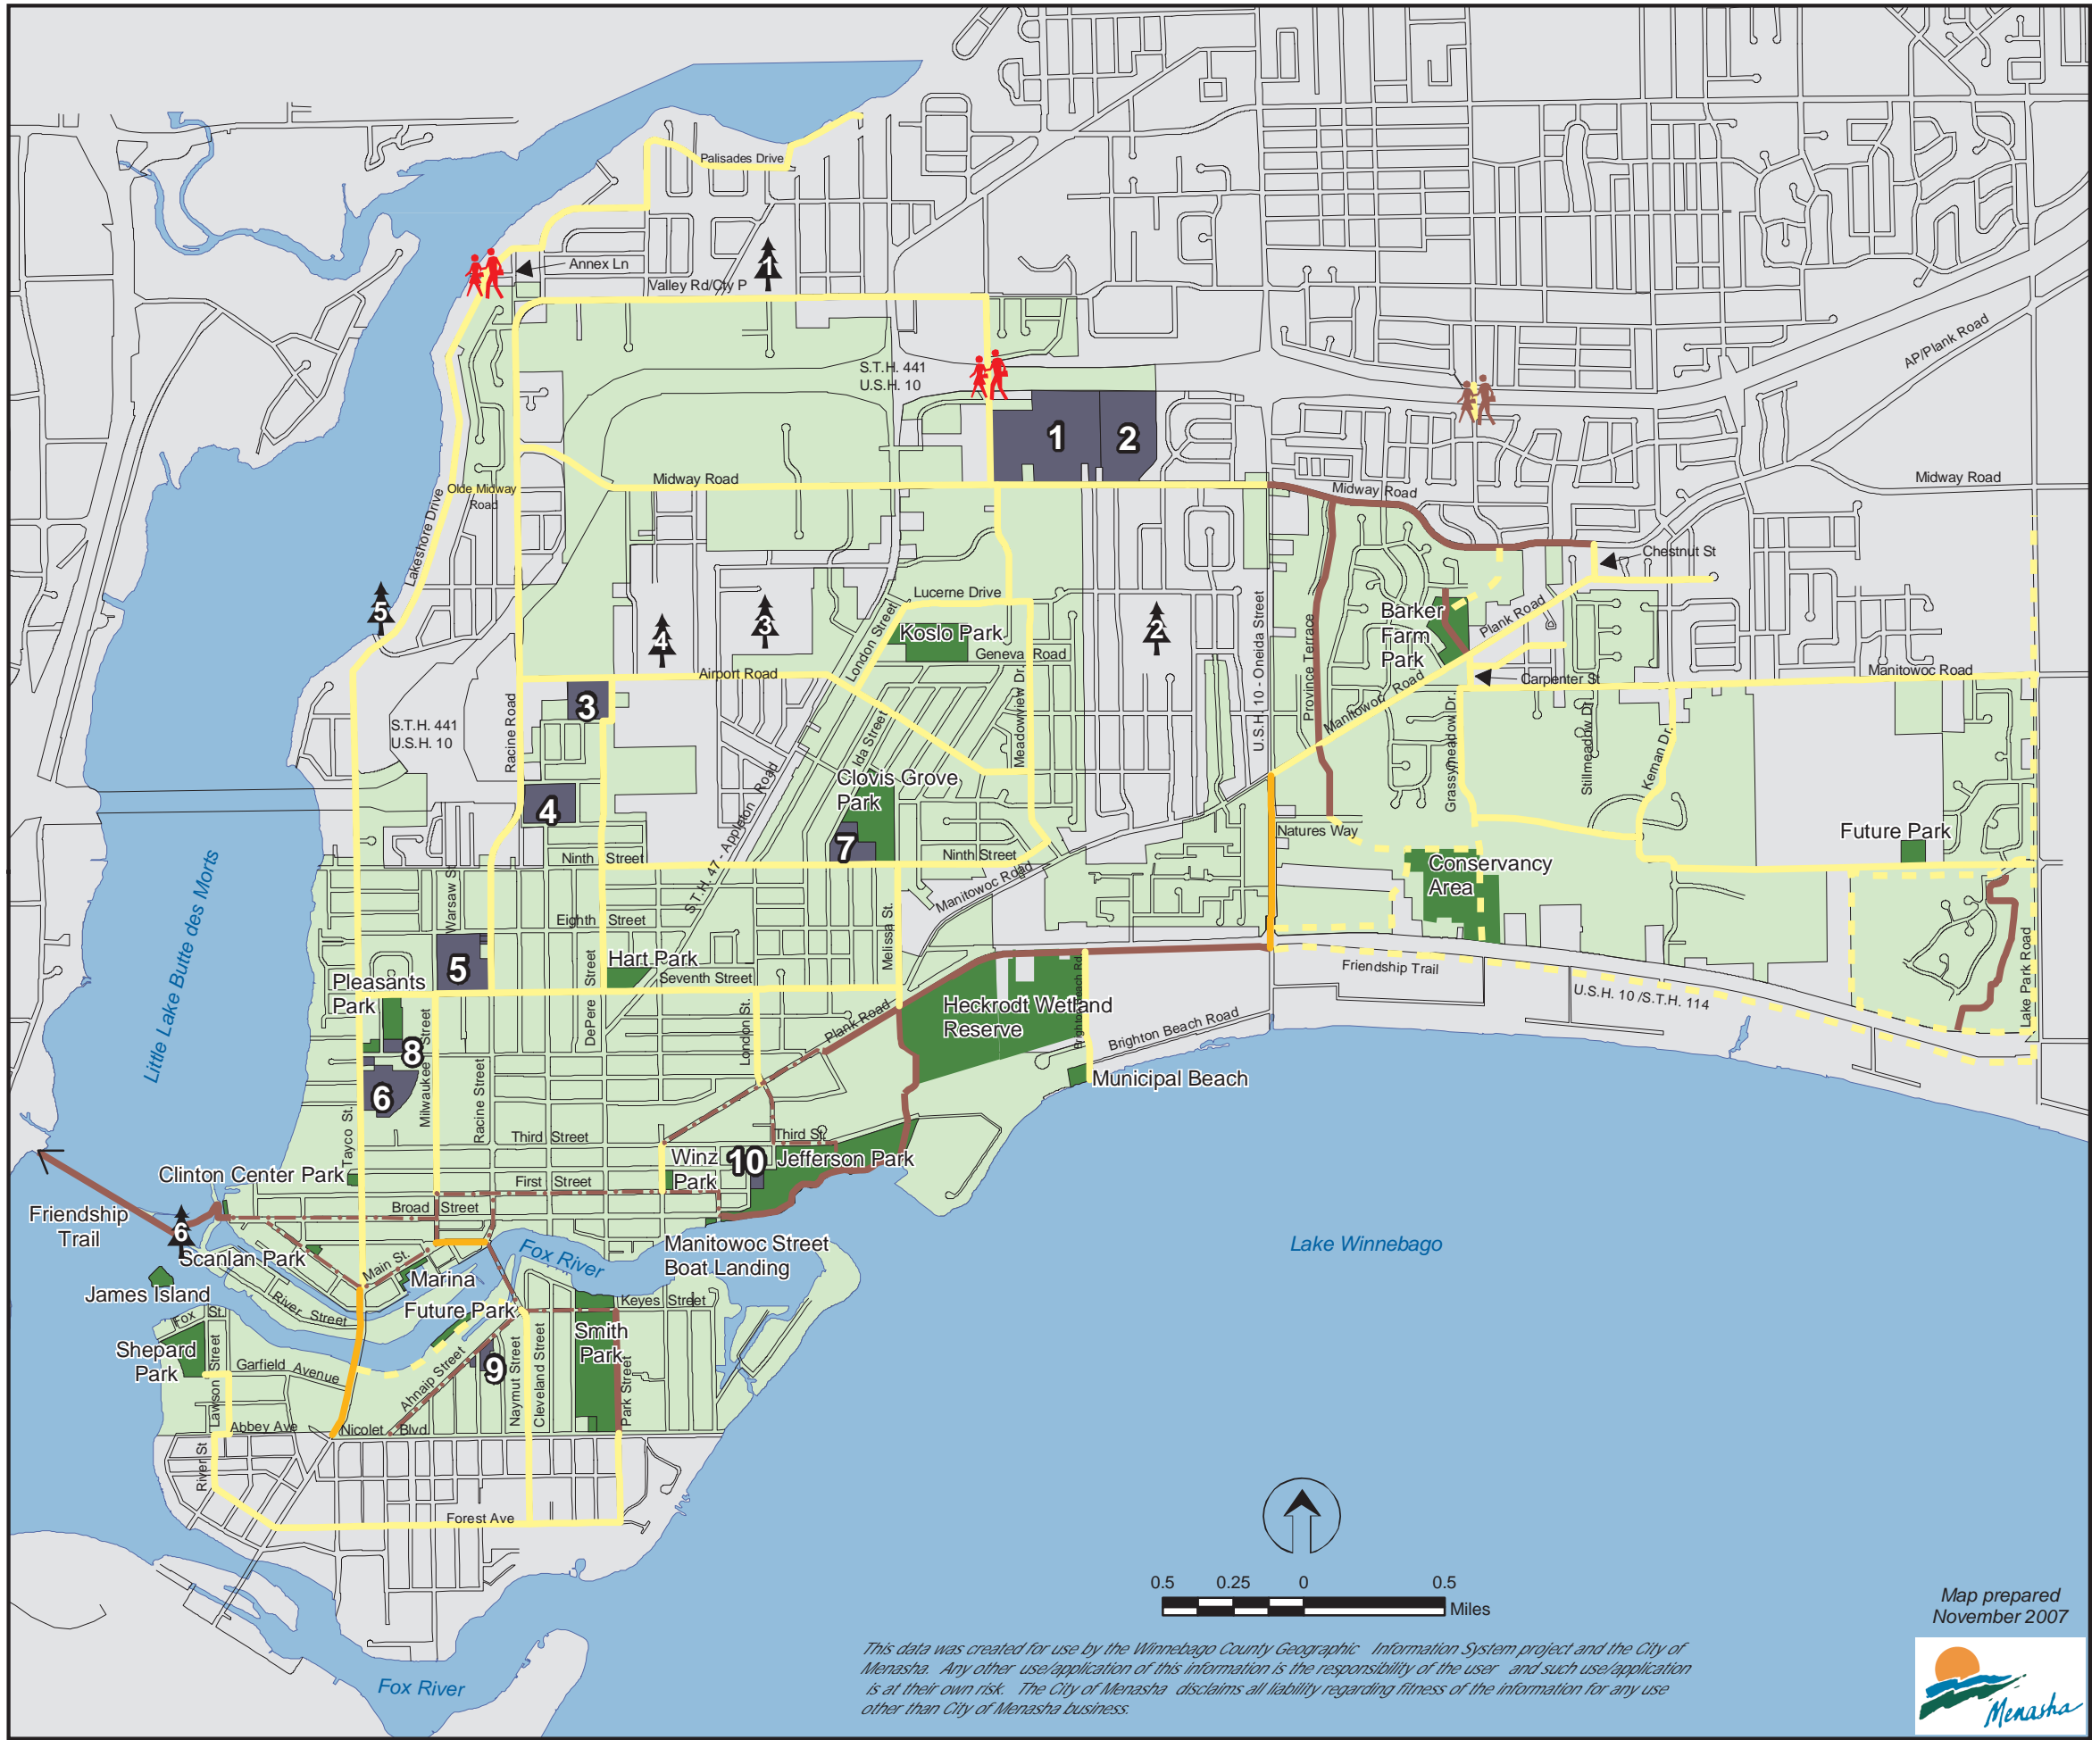 Palisades Drive
Annex Ln
1
Valley Rd/Cty P
S.T.H. 441
U.S.H. 10
AP/Plank Road
1
2
Midway Road
Midway Road
Midway Road
Olde Midway
Road
Lakeshore Drive
Chestnut St
5
4
3
2
Lucerne Drive
London Street
Koslo Park
Geneva Road
U.S.H. 10 - Oneida Street
Province Terrace
Barker
Farm
Park
Plank Road
Airport Road
Meadowview Dr.
Manitowoc Road
Carpenter St
Manitowoc Road
3
S.T.H. 441
U.S.H. 10
Racine Road
Ida Street
Grassymeadow Dr.
Stillmeadow Dr
Kernan Dr.
Clovis Grove
Park
4
S.T.H. 47 - Appleton Road
7
Natures Way
Future Park
Ninth Street
Ninth Street
Manitowoc Road
Conservancy
Area
Little Lake Butte des Morts
Warsaw St
Eighth Street
Melissa St.
Hart Park
5
Seventh Street
DePere Street
Pleasants
Park
Friendship Trail
U.S.H. 10 /S.T.H. 114
Lake Park Road
Heckrodt Wetland
Reserve
Brighton Beach Rd.
Brighton Beach Road
Plank Road
London St.
8
Milwaukee Street
Municipal Beach
6
Racine Street
Tayco St.
Third Street
Third St.
Winz
Park
10
Jefferson Park
Clinton Center Park
First Street
Broad Street
Friendship
Trail
6
Scanlan Park
Main St.
Fox River
Manitowoc Street
Boat Landing
Lake Winnebago
James Island
Marina
River Street
Future Park
Keyes Street
Fox St.
Smith
Park
Shepard
Park
Lawson Street
Garfield Avenue
Ahnaip Street
9
Naymut Street
Cleveland Street
Park Street
Abbey Ave
Nicolet Blvd
River St
Forest Ave
0.5 0.25 0 0.5
Miles
Map prepared
November 2007
This data was created for use by the Winnebago County Geographic Information System project and the City of
Menasha. Any other use/application of this information is the responsibility of the user and such use/application
is at their own risk. The City of Menasha disclaims all liability regarding fitness of the information for any use
other than City of Menasha business.
Menasha
Fox River